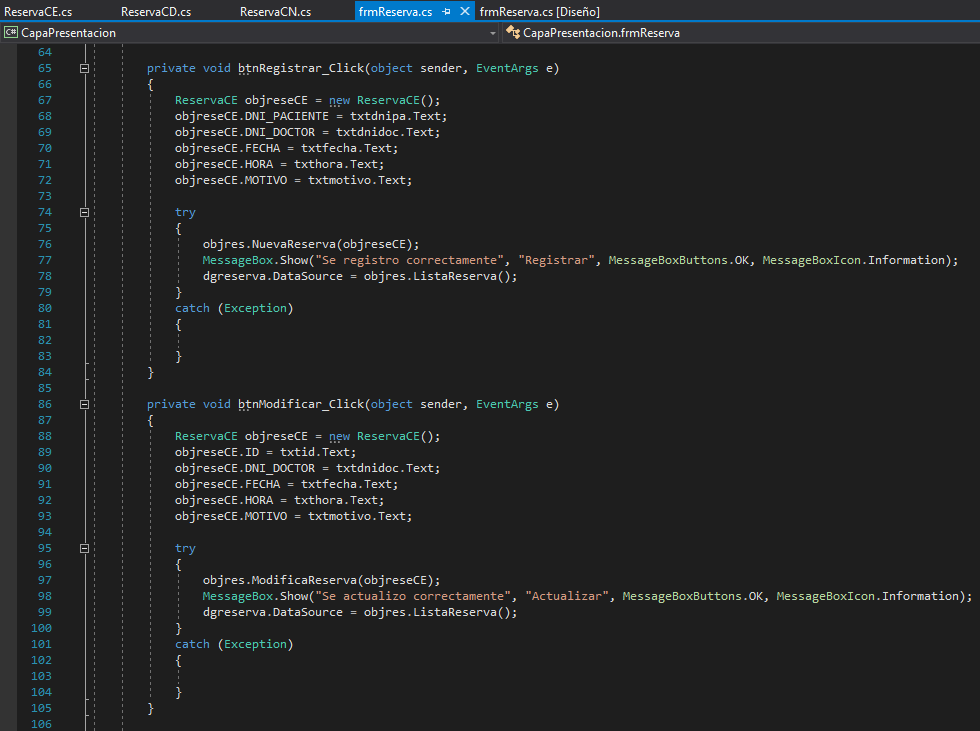 ReservaCE.cs ReservaCD.cs ReservaCN.cs frmReserva.cs frmReserva.cs [Diseño]
C# CapaPresentacion CapaPresentacion.frmReserva
64
65 private void btnRegistrar_Click(object sender, EventArgs e)
66 {
67 ReservaCE objreseCE = new ReservaCE();
68 objreseCE.DNI_PACIENTE = txtdnipa.Text;
69 objreseCE.DNI_DOCTOR = txtdnidoc.Text;
70 objreseCE.FECHA = txtfecha.Text;
71 objreseCE.HORA = txthora.Text;
72 objreseCE.MOTIVO = txtmotivo.Text;
73
74 try
75 {
76 objres.NuevaReserva(objreseCE);
77 MessageBox.Show("Se registro correctamente", "Registrar", MessageBoxButtons.OK, MessageBoxIcon.Information);
78 dgreserva.DataSource = objres.ListaReserva();
79 }
80 catch (Exception)
81 {
82
83 }
84 }
85
86 private void btnModificar_Click(object sender, EventArgs e)
87 {
88 ReservaCE objreseCE = new ReservaCE();
89 objreseCE.ID = txtid.Text;
90 objreseCE.DNI_DOCTOR = txtdnidoc.Text;
91 objreseCE.FECHA = txtfecha.Text;
92 objreseCE.HORA = txthora.Text;
93 objreseCE.MOTIVO = txtmotivo.Text;
94
95 try
96 {
97 objres.ModificaReserva(objreseCE);
98 MessageBox.Show("Se actualizo correctamente", "Actualizar", MessageBoxButtons.OK, MessageBoxIcon.Information);
99 dgreserva.DataSource = objres.ListaReserva();
100 }
101 catch (Exception)
102 {
103
104 }
105 }
106